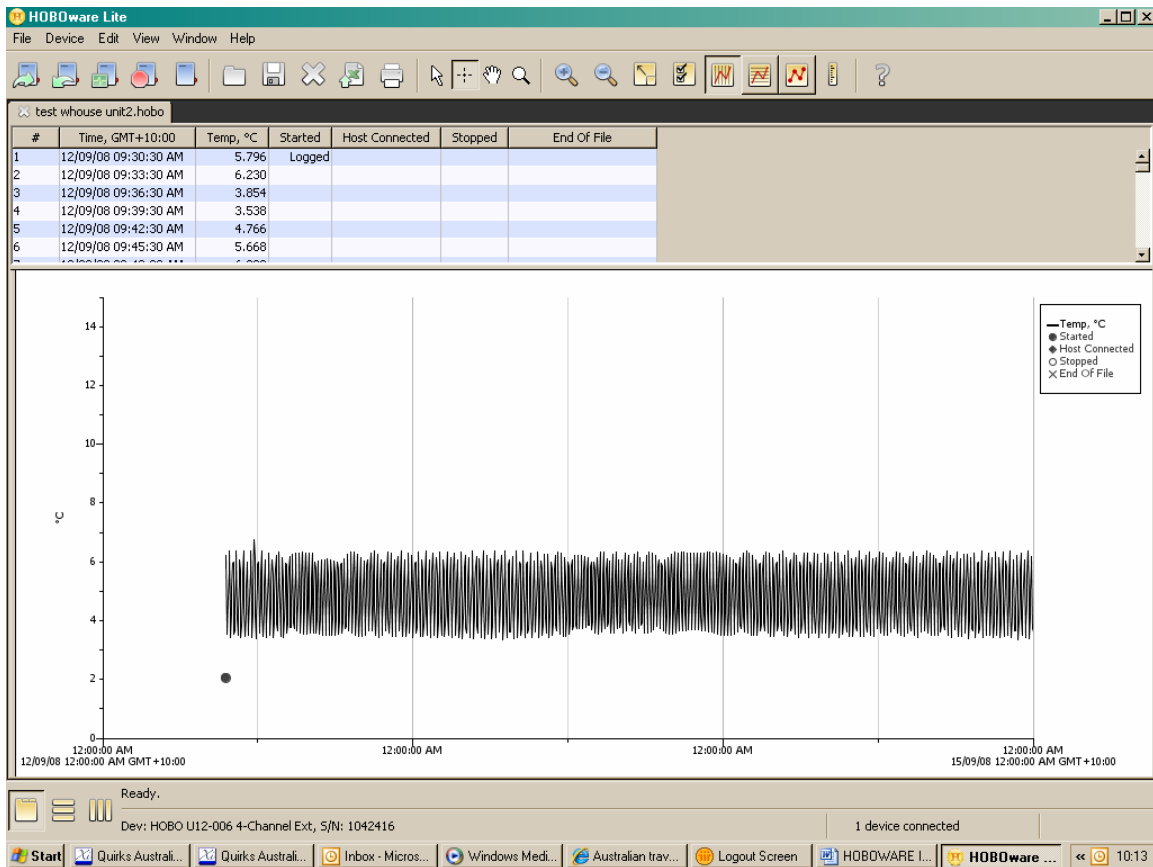 HOBOware Lite
File Device Edit View Window Help
test whouse unit2.hobo
# Time, GMT+10:00 Temp, °C Started Host Connected Stopped End Of File
1 12/09/08 09:30:30 AM 5.796 Logged
2 12/09/08 09:33:30 AM 6.230
3 12/09/08 09:36:30 AM 3.854
4 12/09/08 09:39:30 AM 3.538
5 12/09/08 09:42:30 AM 4.766
6 12/09/08 09:45:30 AM 5.668
14
12
10
8
6
4
2
0
°C
Temp, °C
Started
Host Connected
Stopped
End Of File
12:00:00 AM 12:00:00 AM 12:00:00 AM 12:00:00 AM
12/09/08 12:00:00 AM GMT+10:00 15/09/08 12:00:00 AM GMT+10:00
Ready.
Dev: HOBO U12-006 4-Channel Ext, S/N: 1042416 1 device connected
Start Quirks Australi... Quirks Australi... Inbox - Micros... Windows Medi... Australian trav... Logout Screen HOBOWARE I... HOBOware ... « 10:13